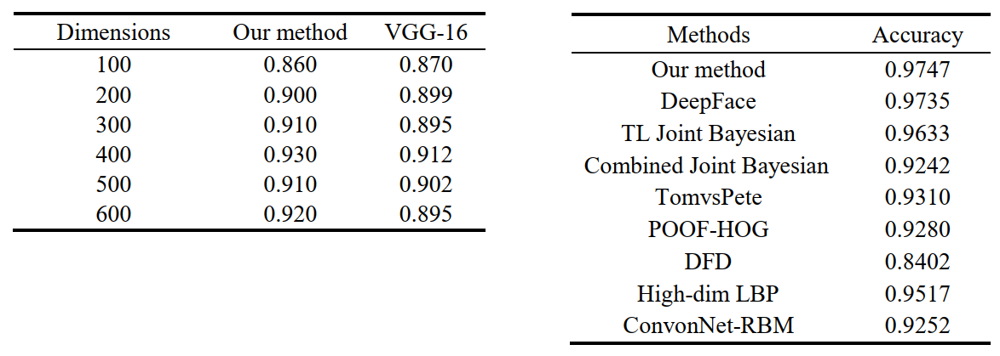 Dimensions Our method VGG-16
100 0.860 0.870
200 0.900 0.899
300 0.910 0.895
400 0.930 0.912
500 0.910 0.902
600 0.920 0.895
Methods Accuracy
Our method 0.9747
DeepFace 0.9735
TL Joint Bayesian 0.9633
Combined Joint Bayesian 0.9242
TomvsPete 0.9310
POOF-HOG 0.9280
DFD 0.8402
High-dim LBP 0.9517
ConvonNet-RBM 0.9252